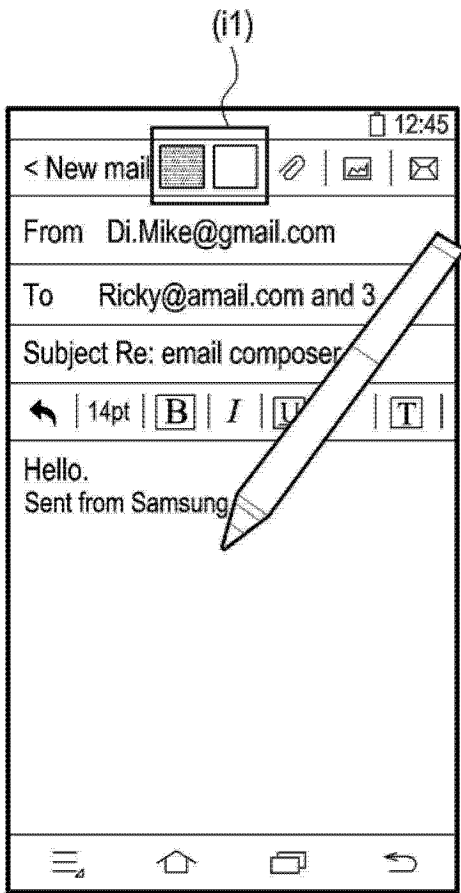 (i1)
12:45
< New mail
From Di.Mike@gmail.com
To Ricky@amail.com and 3
Subject Re: email composer
14pt B I U T
Hello.
Sent from Samsung